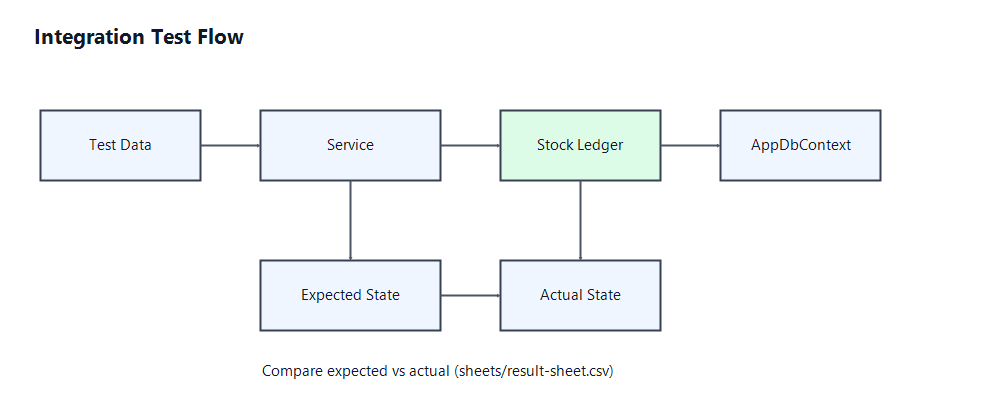 Integration Test Flow
Test Data
Service
Stock Ledger
AppDbContext
Expected State
Actual State
Compare expected vs actual (sheets/result-sheet.csv)